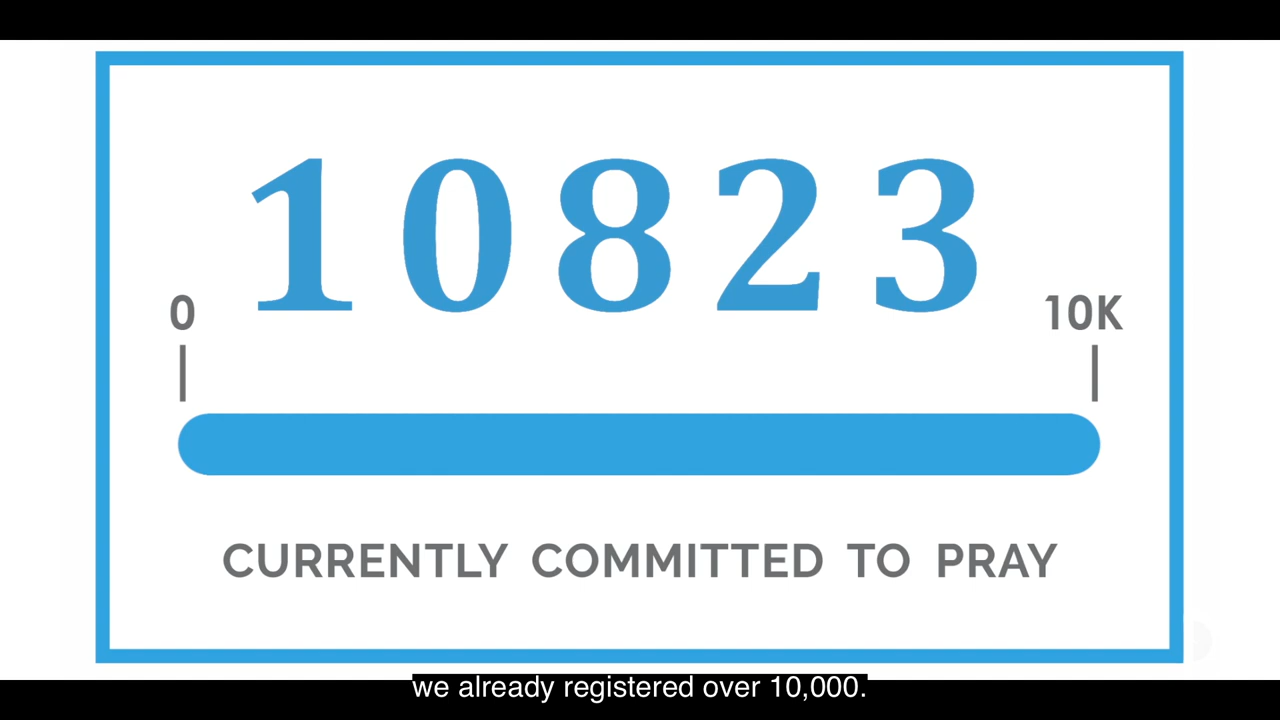 10823
0
10K
CURRENTLY COMMITTED TO PRAY
we already registered over 10,000.